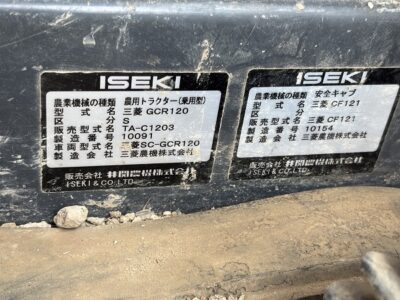 ISEKI
農業機械の種類 農用トラクター(乗用型)
型式名 三菱 GCR120
区分 S
販売型式名 TA-C1203
製造番号 10091
車両型式名 三菱SC-GCR120
製造会社 三菱農機株式会社
販売会社 井関農機株式会社
ISEKI & CO.,LTD.
ISEKI
農業機械の種類 安全キャブ
型式名 三菱 CF121
区分 S
販売型式名 三菱 CF121
製造番号 10154
製造会社 三菱農機株式会社
販売会社 井関農機株式会社
ISEKI & CO.,LTD.